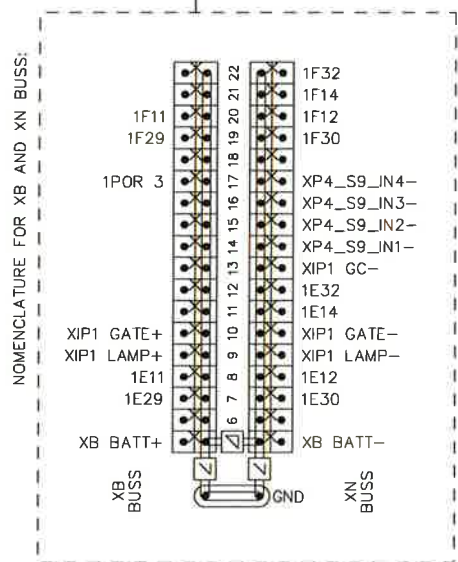 NOMENCLATURE FOR XB AND XN BUSS:
22 1F32
21 1F14
1F11 20 1F12
1F29 19 1F30
18
1POR 3 17 XP4_S9_IN4-
16 XP4_S9_IN3-
15 XP4_S9_IN2-
14 XP4_S9_IN1-
13 XIP1 GC-
12 1E32
11 1E14
XIP1 GATE+ 10 XIP1 GATE-
XIP1 LAMP+ 9 XIP1 LAMP-
1E11 8 1E12
1E29 7 1E30
6
XB BATT+ XB BATT-
XB BUSS
GND
XN BUSS